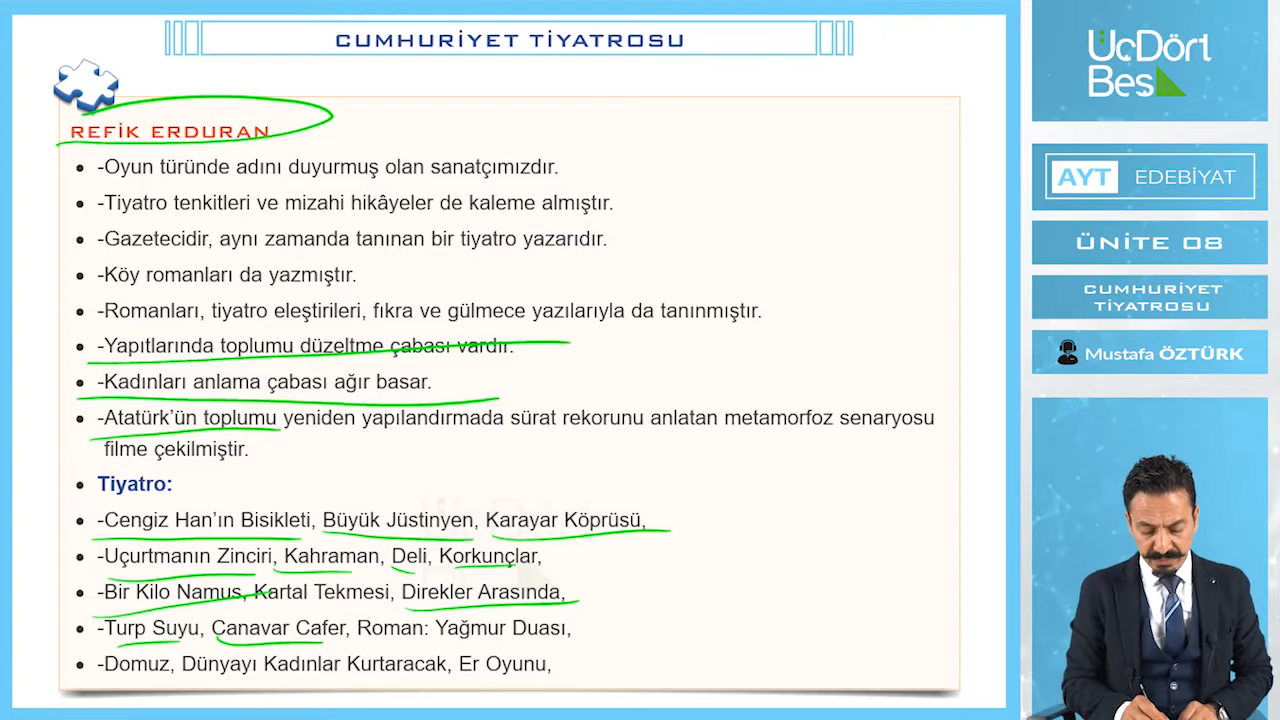 CUMHURİYET TİYATROSU
REFİK ERDURAN
-Oyun türünde adını duyurmuş olan sanatçımızdır.
-Tiyatro tenkitleri ve mizahi hikâyeler de kaleme almıştır.
-Gazetecidir, aynı zamanda tanınan bir tiyatro yazarıdır.
-Köy romanları da yazmıştır.
-Romanları, tiyatro eleştirileri, fıkra ve gülmece yazılarıyla da tanınmıştır.
-Yapıtlarında toplumu düzeltme çabası vardır.
-Kadınları anlama çabası ağır basar.
-Atatürk'ün toplumu yeniden yapılandırmada sürat rekorunu anlatan metamorfoz senaryosu
filme çekilmiştir.
Tiyatro:
-Cengiz Han'ın Bisikleti, Büyük Jüstinyen, Karayar Köprüsü,
-Uçurtmanın Zinciri, Kahraman, Deli, Korkunçlar,
-Bir Kilo Namus, Kartal Tekmesi, Direkler Arasında,
-Turp Suyu, Canavar Cafer, Roman: Yağmur Duası,
-Domuz, Dünyayı Kadınlar Kurtaracak, Er Oyunu,
ÜçDört
Beş
AYT EDEBİYAT
ÜNİTE 08
CUMHURİYET
TİYATROSU
Mustafa ÖZTÜRK